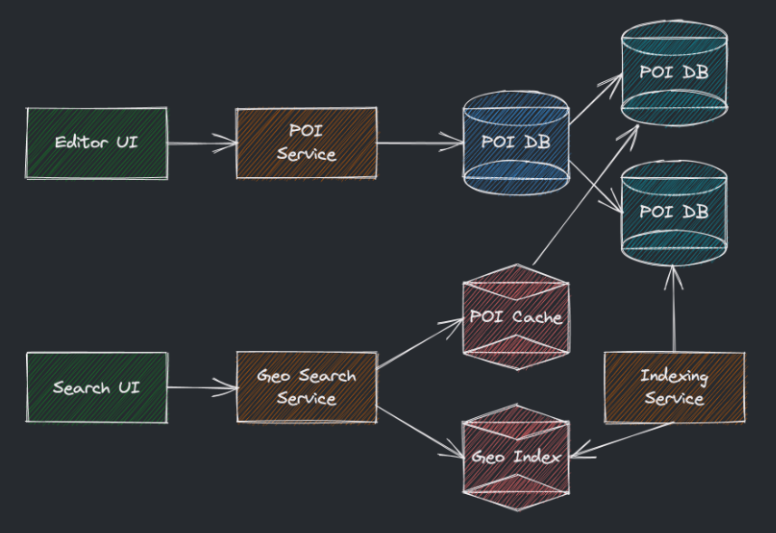 POI DB
Editor UI
POI
Service
POI DB
POI DB
POI Cache
Search UI
Geo Search
Service
Indexing
Service
Geo Index